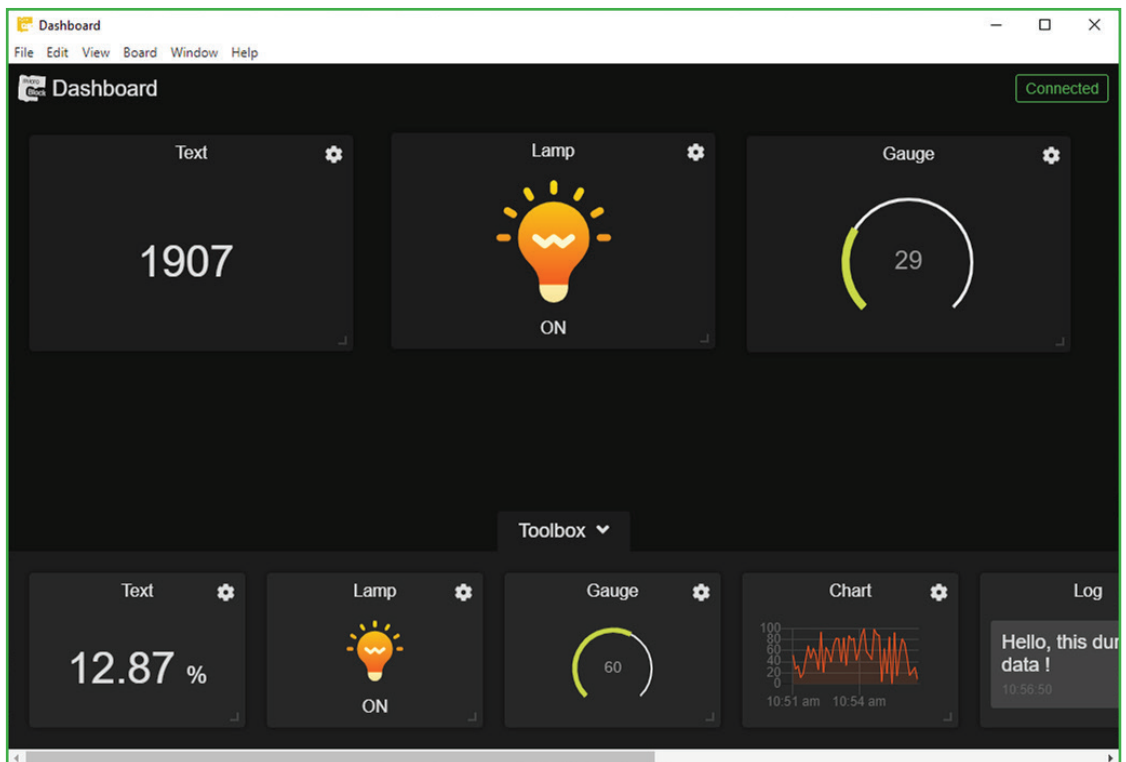 Dashboard
File Edit View Board Window Help
Dashboard
Connected
Text
1907
Lamp
ON
Gauge
29
Toolbox
Text
12.87 %
Lamp
ON
Gauge
60
Chart
100
80
60
40
20
0
10:51 am 10:54 am
Log
Hello, this dur
data !
10:56:50